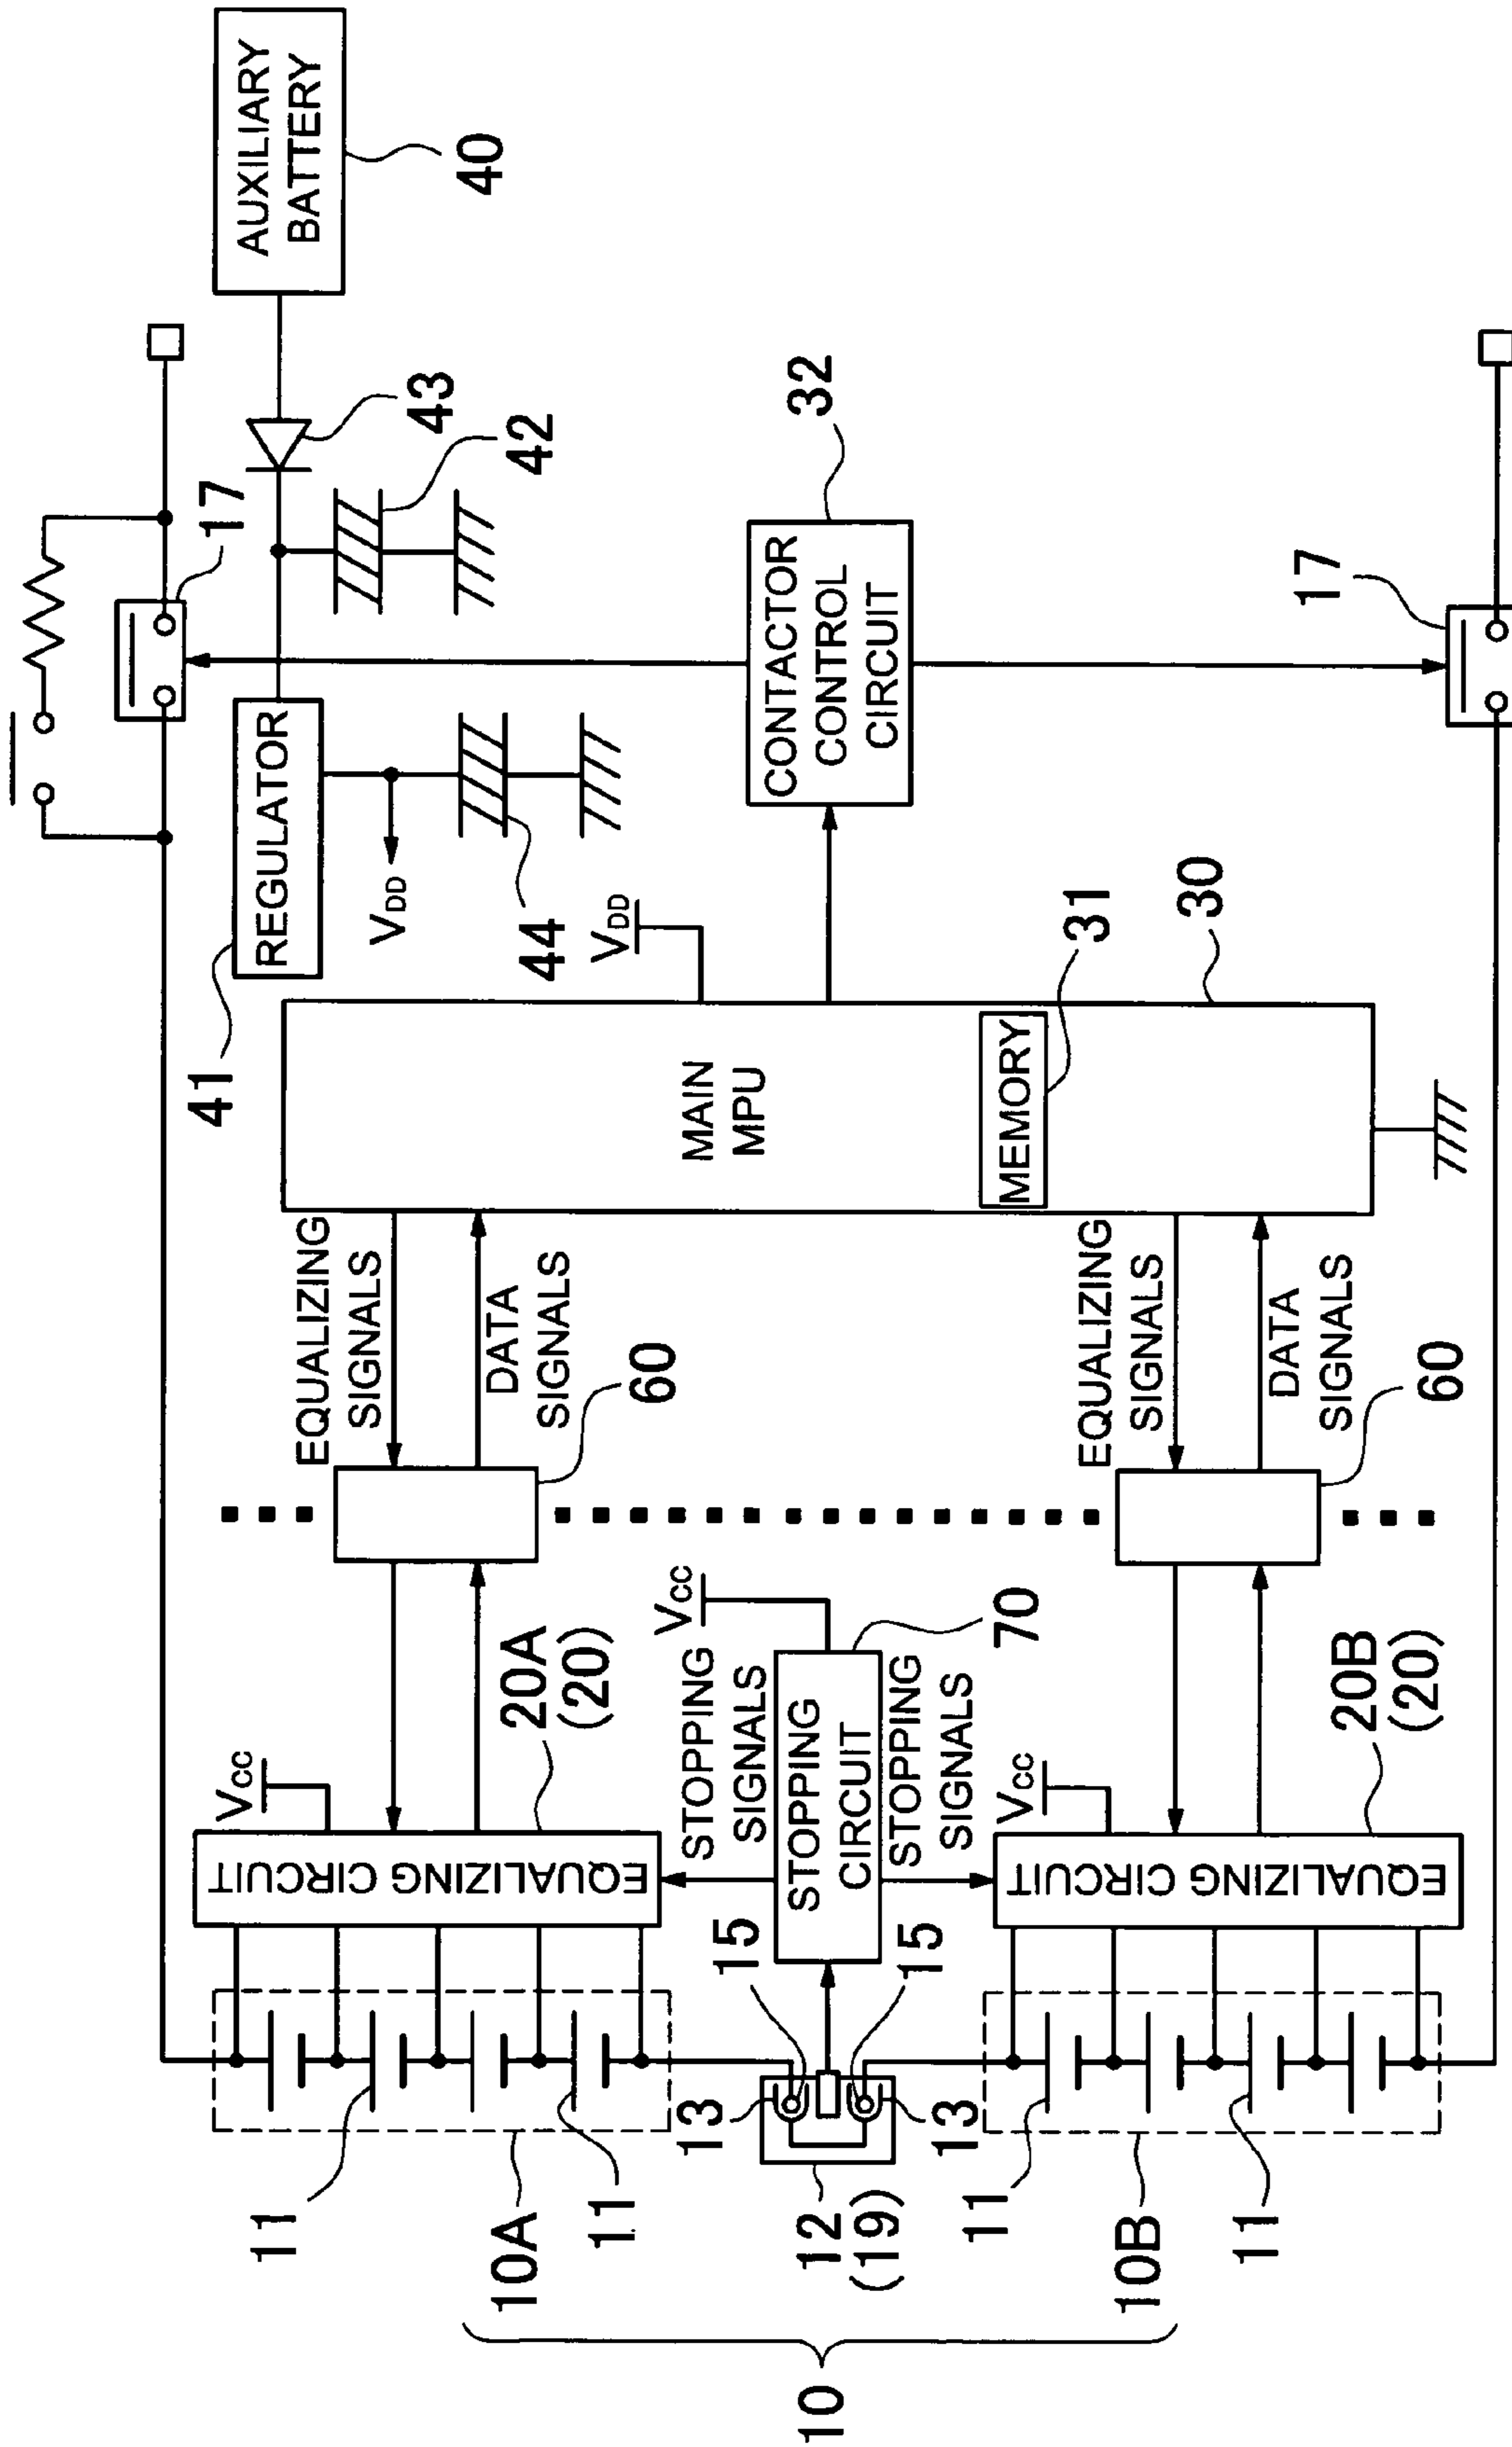 AUXILIARY
BATTERY
40
43
42
17
REGULATOR
41
VDD
44
CONTACTOR
CONTROL
CIRCUIT
32
17
VDD
MAIN
MPU
MEMORY
31
30
EQUALIZING
SIGNALS
DATA
SIGNALS
60
EQUALIZING
SIGNALS
DATA
SIGNALS
60
VCC
EQUALIZING CIRCUIT
20A
(20)
STOPPING
SIGNALS
VCC
STOPPING
CIRCUIT
70
STOPPING
SIGNALS
VCC
EQUALIZING CIRCUIT
20B
(20)
15
15
13
13
12
(19)
11
11
10A
11
11
10B
10